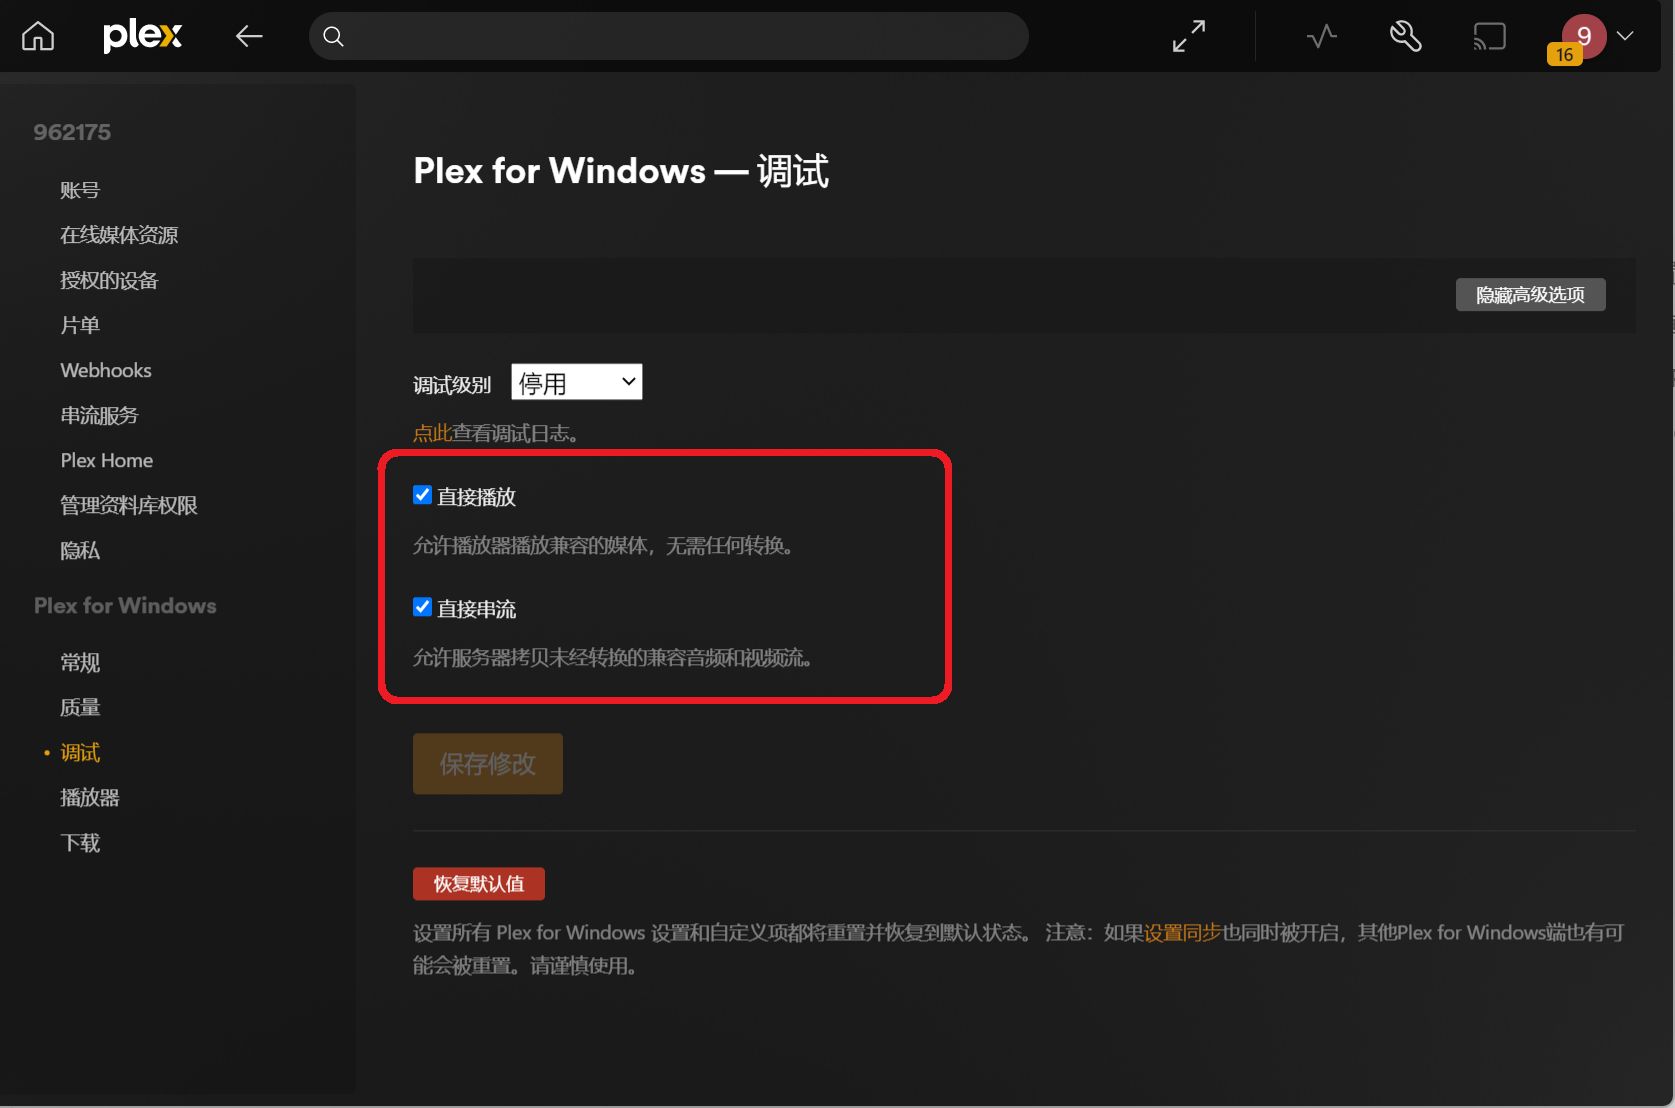 plex
9
16
962175
账号
在线媒体资源
授权的设备
片单
Webhooks
串流服务
Plex Home
管理资料库权限
隐私
Plex for Windows
常规
质量
调试
播放器
下载
Plex for Windows — 调试
隐藏高级选项
调试级别 停用
点此查看调试日志。
直接播放
允许播放器播放兼容的媒体，无需任何转换。
直接串流
允许服务器拷贝未经转换的兼容音频和视频流。
保存修改
恢复默认值
设置所有 Plex for Windows 设置和自定义项都将重置并恢复到默认状态。 注意：如果设置同步也同时被开启，其他Plex for Windows端也有可
能会被重置。请谨慎使用。